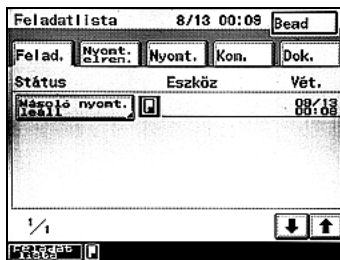 Feladatlista 8/13 00:09 Bead
Felad. Nyomt. elren. Nyomt. Kom. Dok.
Státus Eszköz Vét.
Másoló nyomt. leáll 08/13 00:08
1/1
Feladat lista